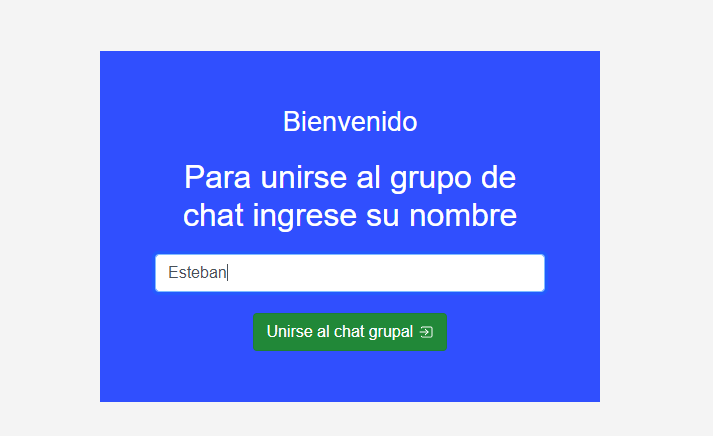 Bienvenido
Para unirse al grupo de
chat ingrese su nombre
Esteban
Unirse al chat grupal